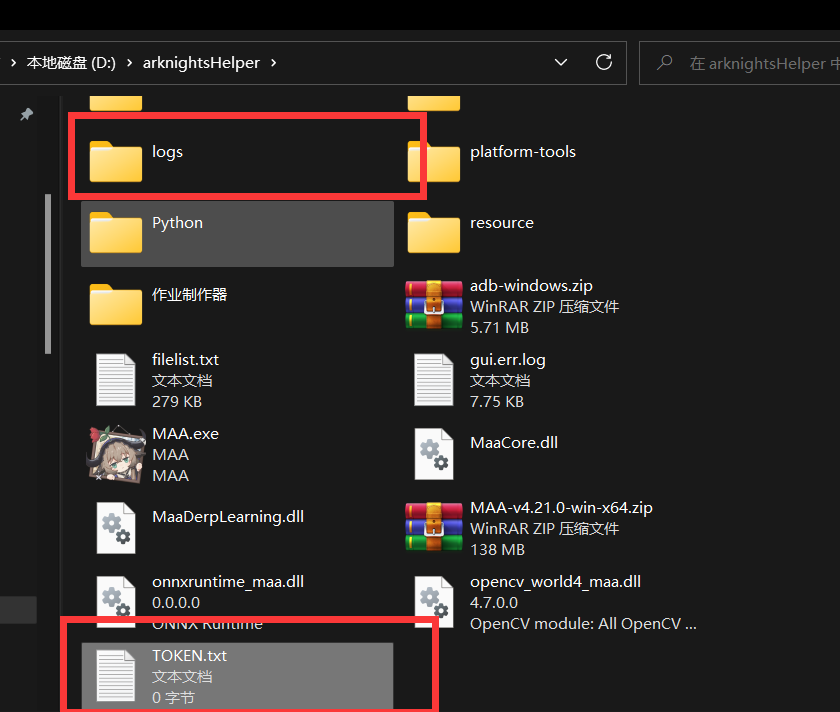 本地磁盘 (D:) › arknightsHelper ›
在 arknightsHelper 中
logs
platform-tools
Python
resource
作业制作器
adb-windows.zip
WinRAR ZIP 压缩文件
5.71 MB
filelist.txt
文本文档
279 KB
gui.err.log
文本文档
7.75 KB
MAA.exe
MAA
MAA
MaaCore.dll
MaaDerpLearning.dll
MAA-v4.21.0-win-x64.zip
WinRAR ZIP 压缩文件
138 MB
onnxruntime_maa.dll
0.0.0.0
ONNX Runtime
opencv_world4_maa.dll
4.7.0.0
OpenCV module: All OpenCV ...
TOKEN.txt
文本文档
0 字节